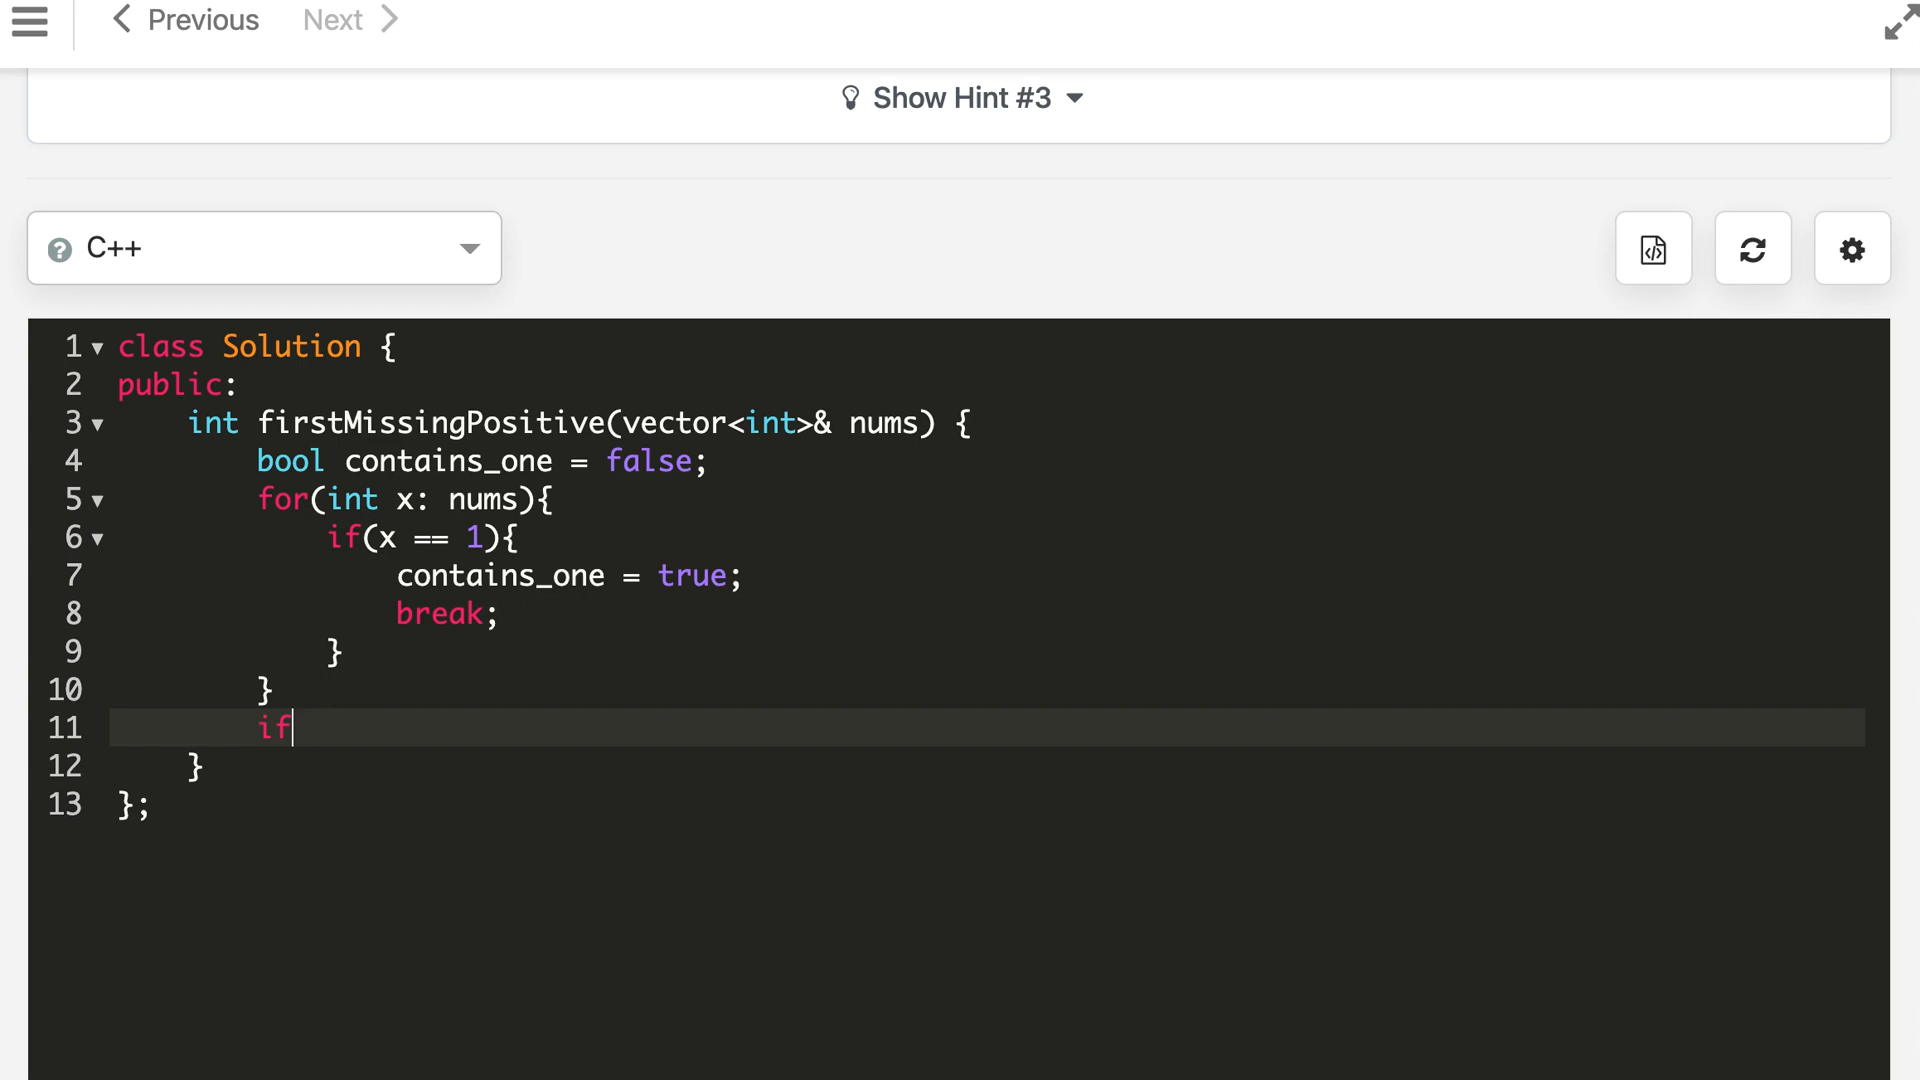 Previous Next
Show Hint #3
? C++
1 class Solution {
2 public:
3     int firstMissingPositive(vector<int>& nums) {
4         bool contains_one = false;
5         for(int x: nums){
6             if(x == 1){
7                 contains_one = true;
8                 break;
9             }
10         }
11         if
12     }
13 };